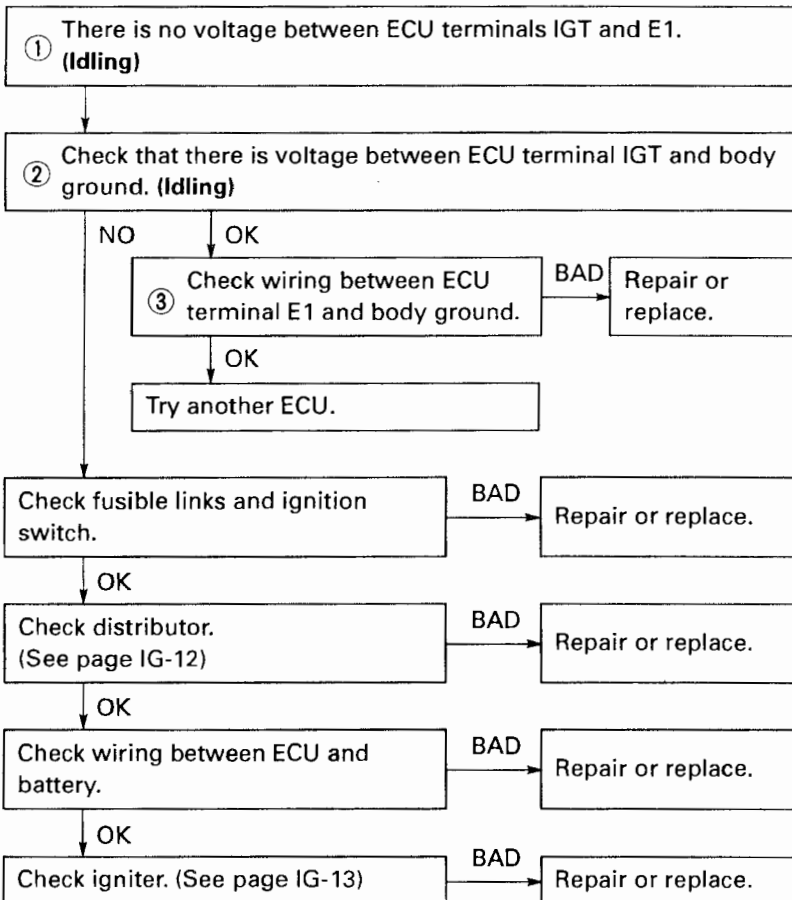 ① There is no voltage between ECU terminals IGT and E1.
(Idling)
② Check that there is voltage between ECU terminal IGT and body
ground. (Idling)
NO
OK
③ Check wiring between ECU
terminal E1 and body ground.
BAD
Repair or
replace.
OK
Try another ECU.
Check fusible links and ignition
switch.
BAD
Repair or replace.
OK
Check distributor.
(See page IG-12)
BAD
Repair or replace.
OK
Check wiring between ECU and
battery.
BAD
Repair or replace.
OK
Check igniter. (See page IG-13)
BAD
Repair or replace.